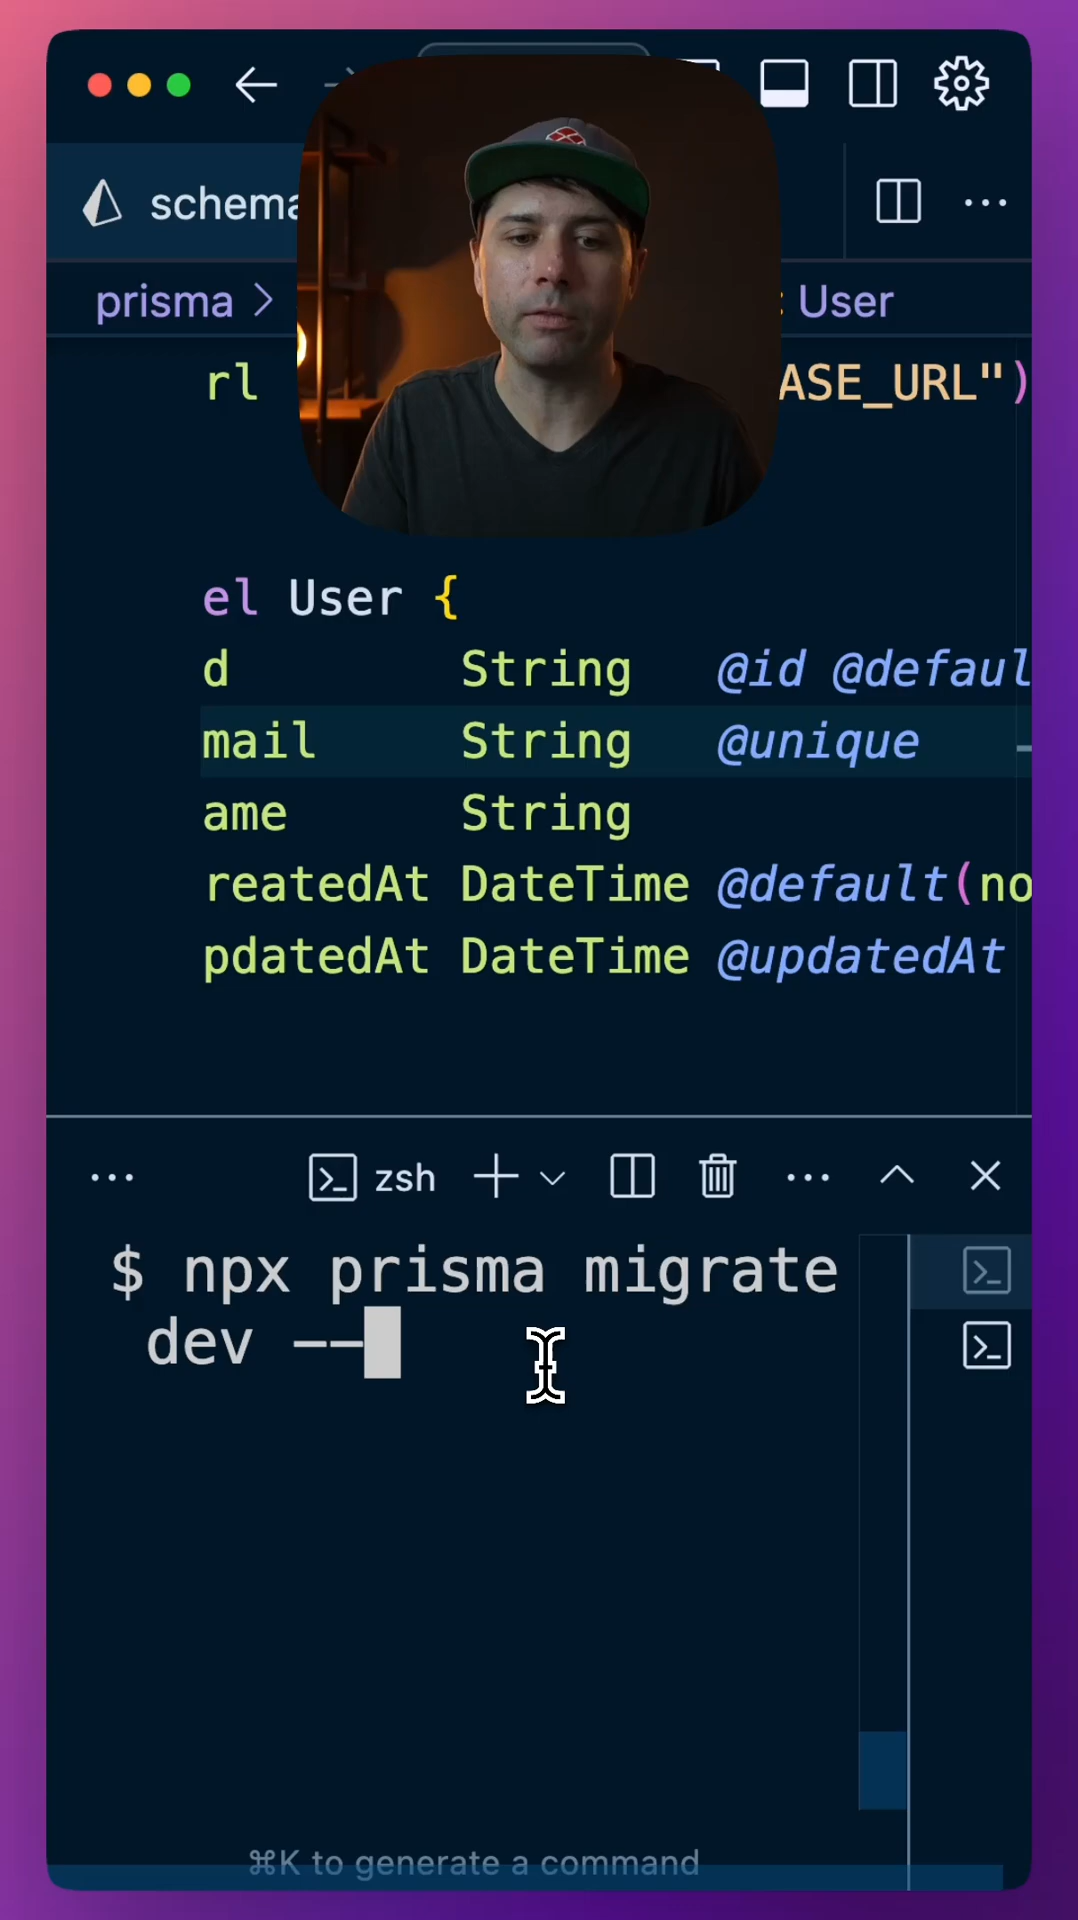 schema
prisma > : User
rl ASE_URL")
el User {
d String @id @defaul
mail String @unique
ame String
reatedAt DateTime @default(no
pdatedAt DateTime @updatedAt
zsh
$ npx prisma migrate
dev --
⌘K to generate a command